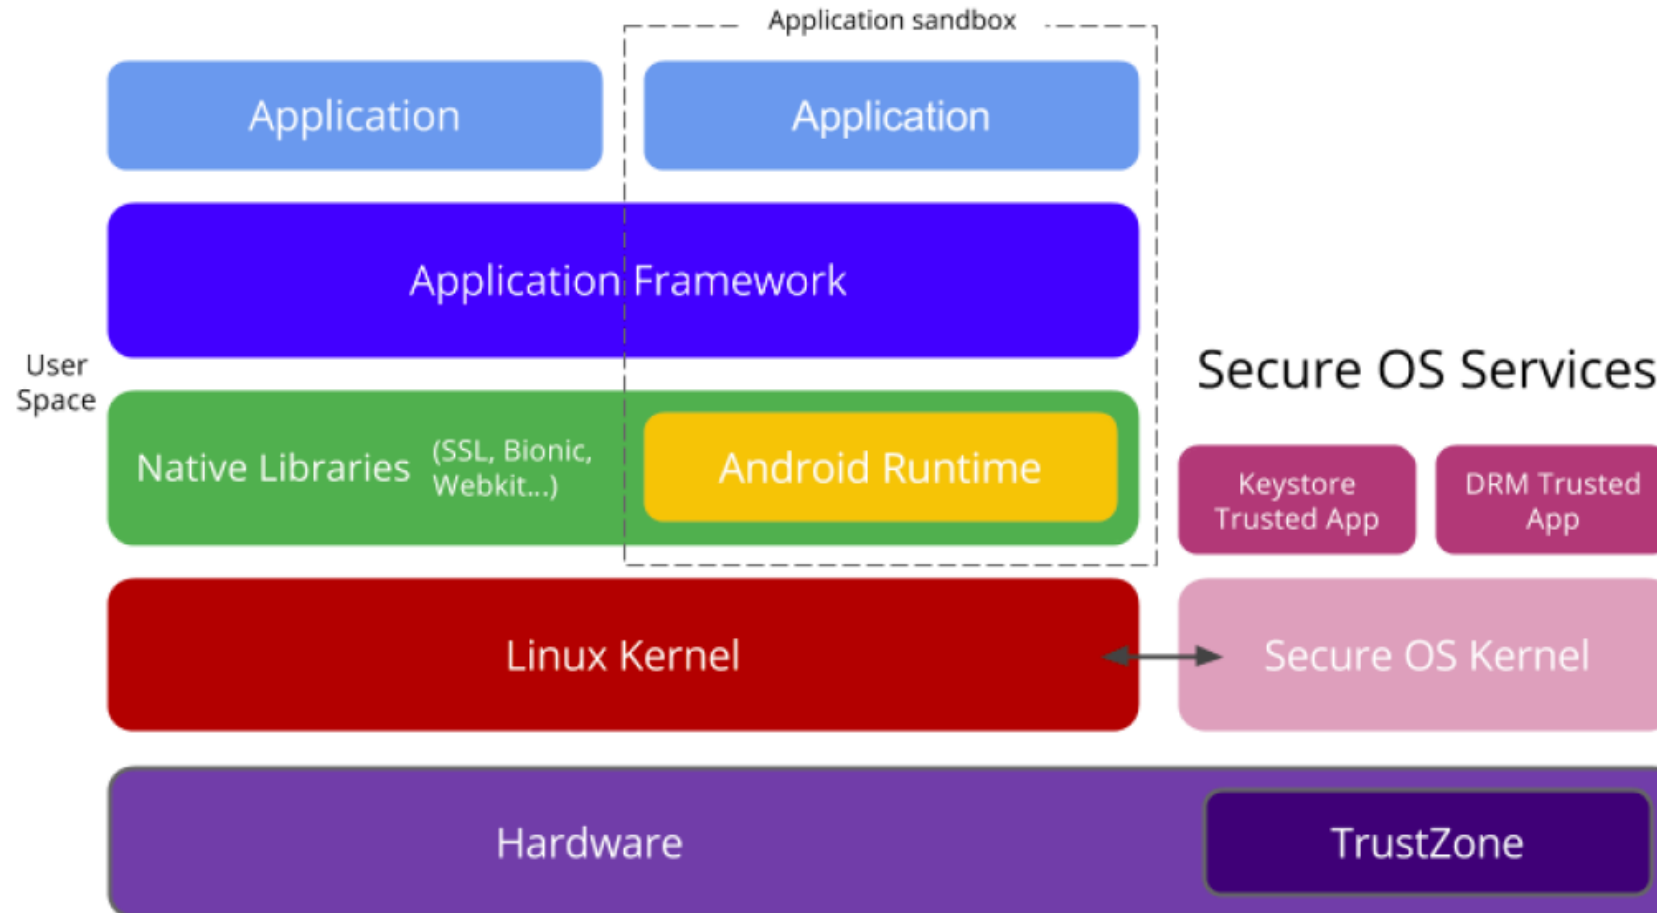 Application sandbox
Application
Application
Application Framework
User
Space
Secure OS Services
Native Libraries
(SSL, Bionic,
Webkit...)
Android Runtime
Keystore
Trusted App
DRM Trusted
App
Linux Kernel
Secure OS Kernel
Hardware
TrustZone